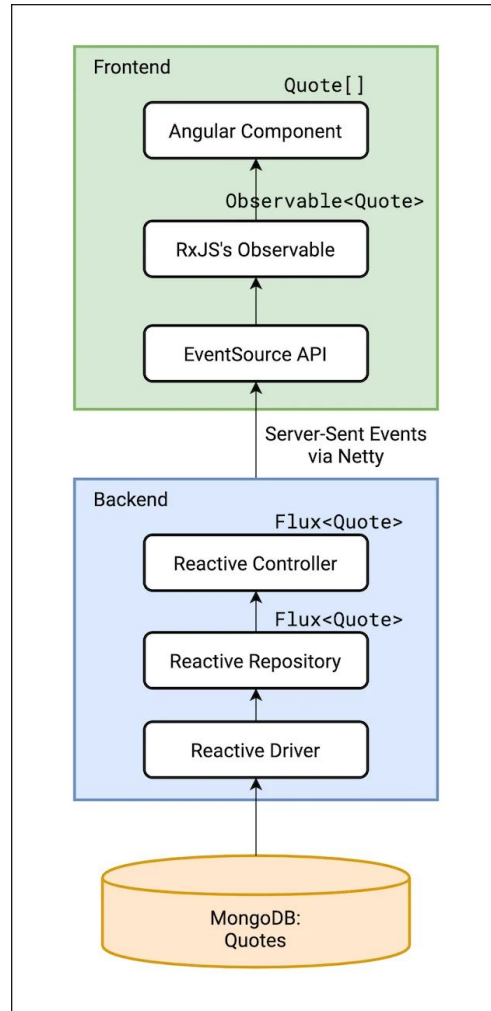 Frontend
Quote[]
Angular Component
Observable<Quote>
RxJS's Observable
EventSource API
Server-Sent Events
via Netty
Backend
Flux<Quote>
Reactive Controller
Flux<Quote>
Reactive Repository
Reactive Driver
MongoDB:
Quotes